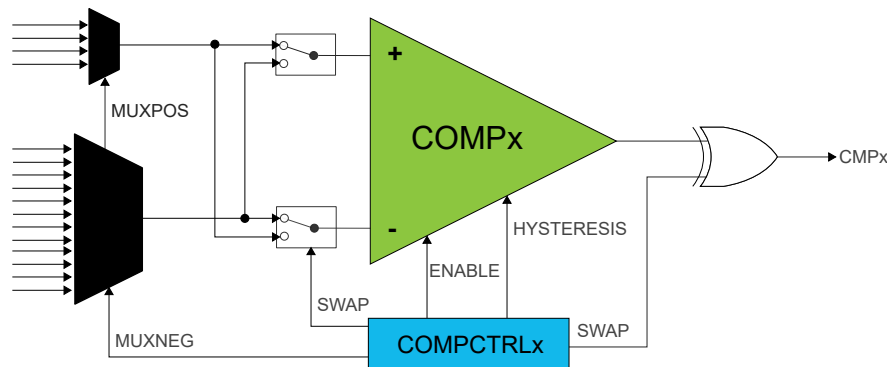 MUXPOS
+
COMPx
CMPx
-
HYSTERESIS
ENABLE
SWAP
SWAP
MUXNEG
COMPCTRLx